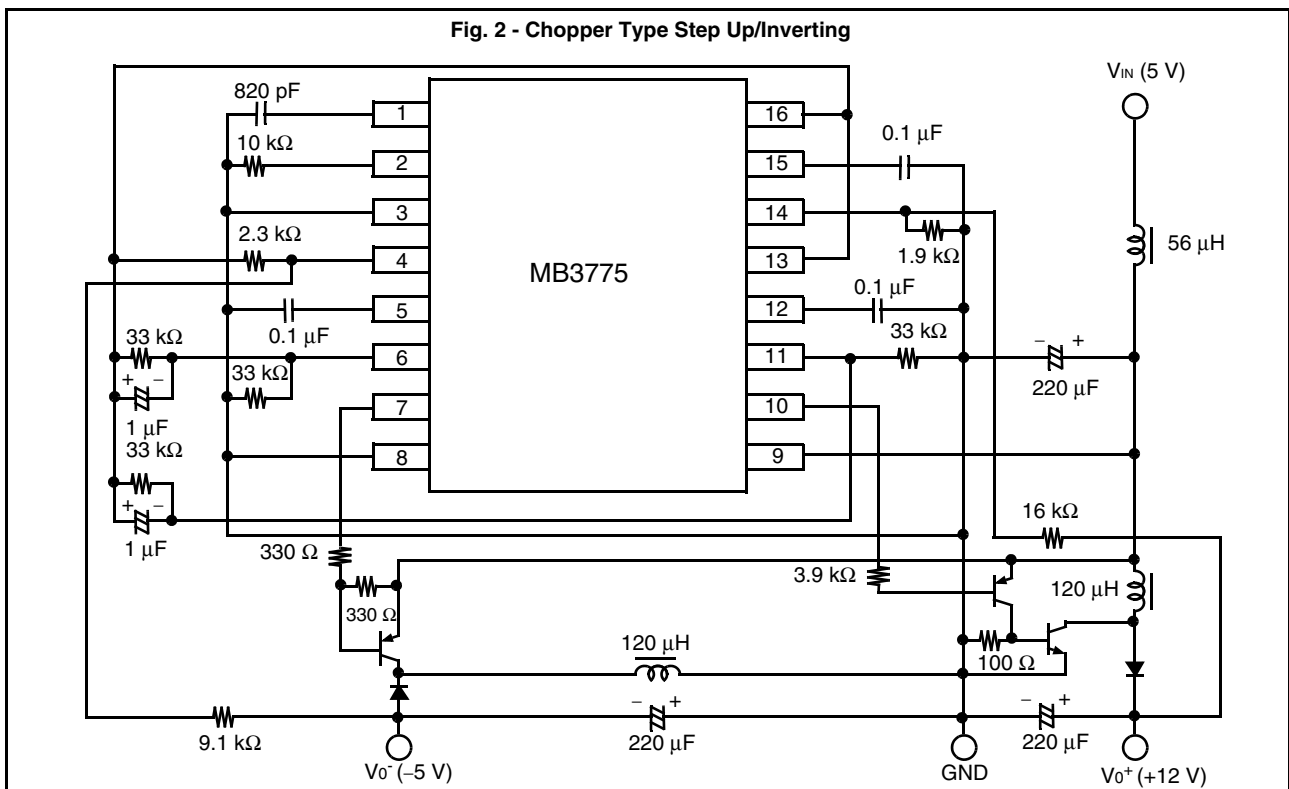 Fig. 2 - Chopper Type Step Up/Inverting
VIN (5 V)
820 pF
1
16
0.1 μF
10 kΩ
2
15
3
14
2.3 kΩ
1.9 kΩ
56 μH
4
13
MB3775
0.1 μF
5
12
33 kΩ
0.1 μF
33 kΩ
− +
6
11
+ −
33 kΩ
220 μF
1 μF
7
10
33 kΩ
8
9
+ −
1 μF
16 kΩ
330 Ω
3.9 kΩ
330 Ω
120 μH
120 μH
100 Ω
− +
− +
9.1 kΩ
220 μF
220 μF
V0- (−5 V)
GND
V0+ (+12 V)